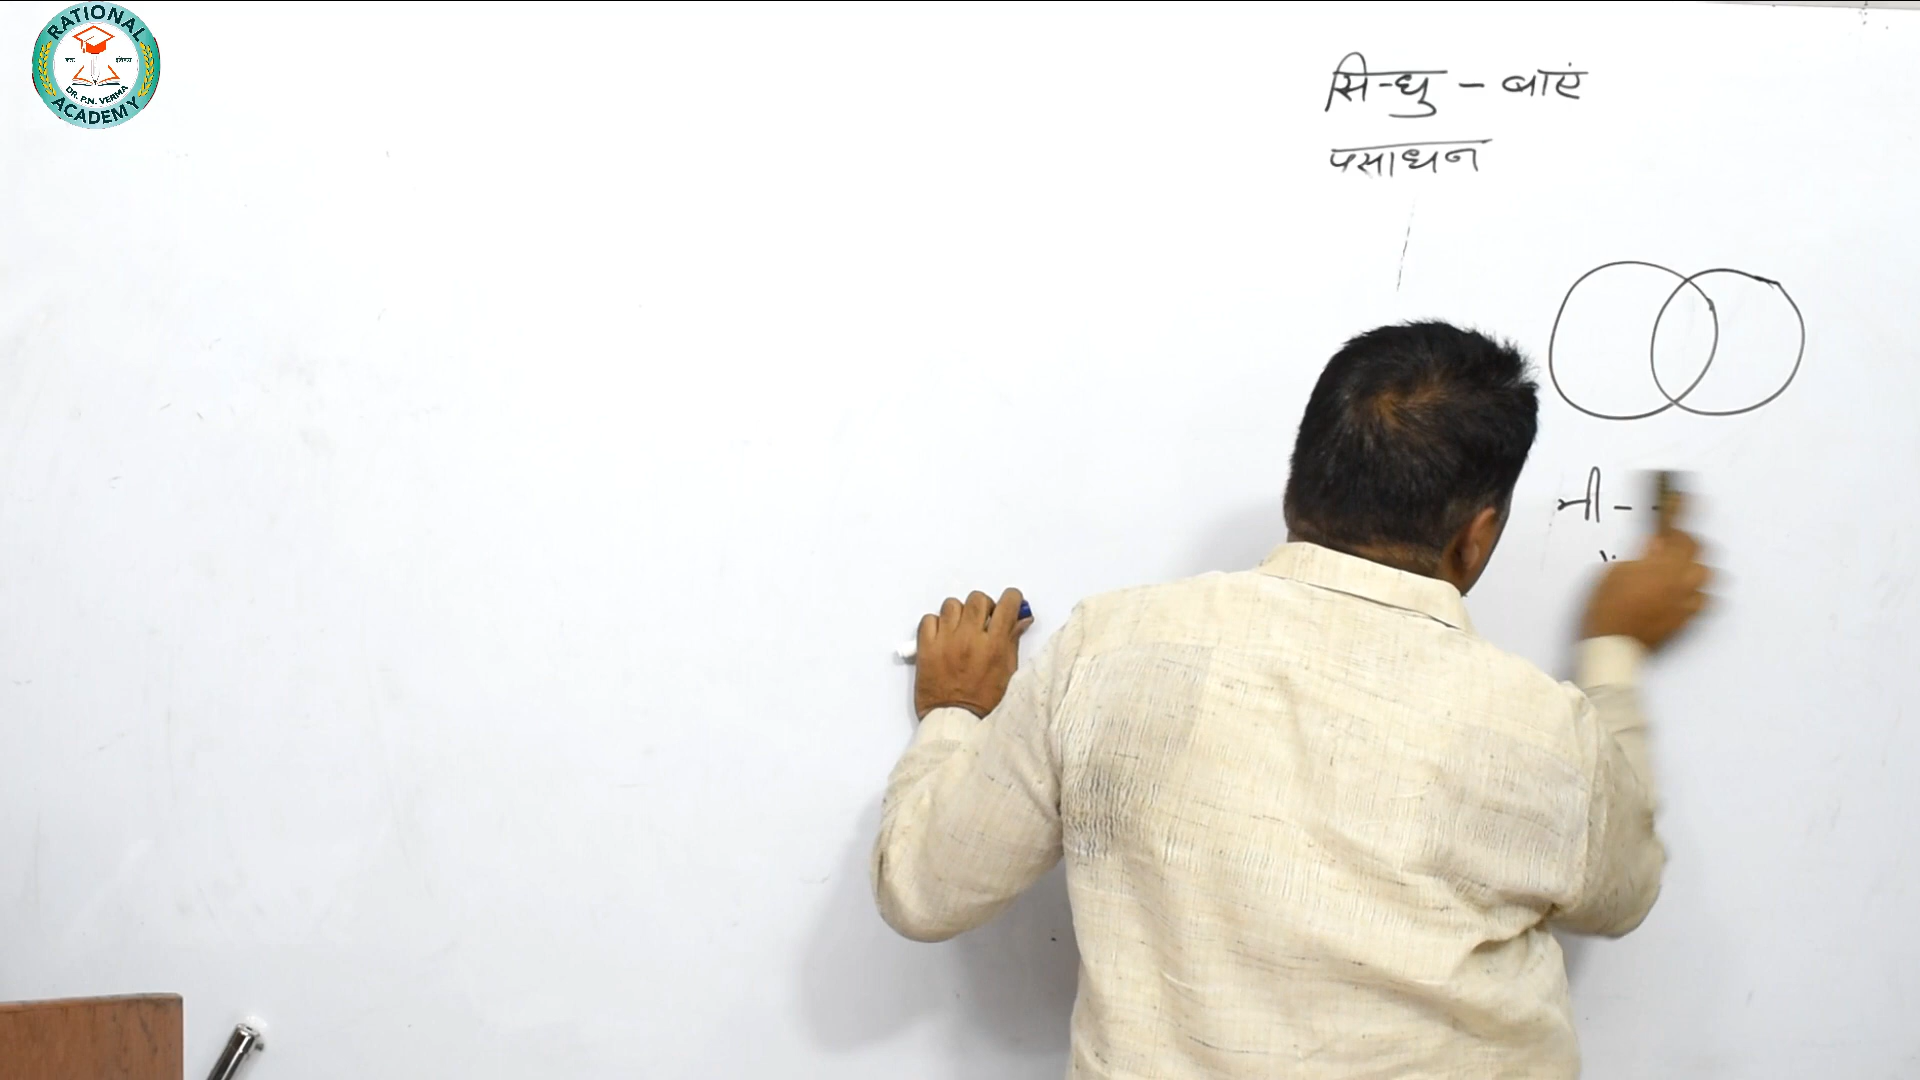 RATIONAL
DR. P.N. VERMA
ACADEMY
सिन्धु - बाएं
प्रसाधन